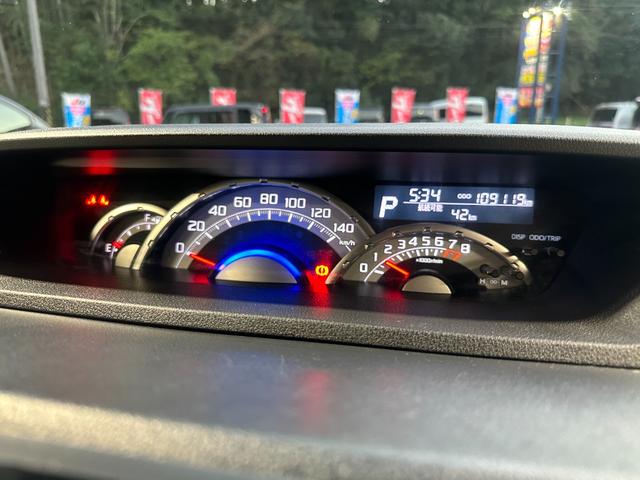 5:34 ODO 109119km
P 継続可能 42km
DISP ODO/TRIP
E F
0 20 40 60 80 100 120 140 km/h
0 1 2 3 4 5 6 7 8
×1000r/min
H M